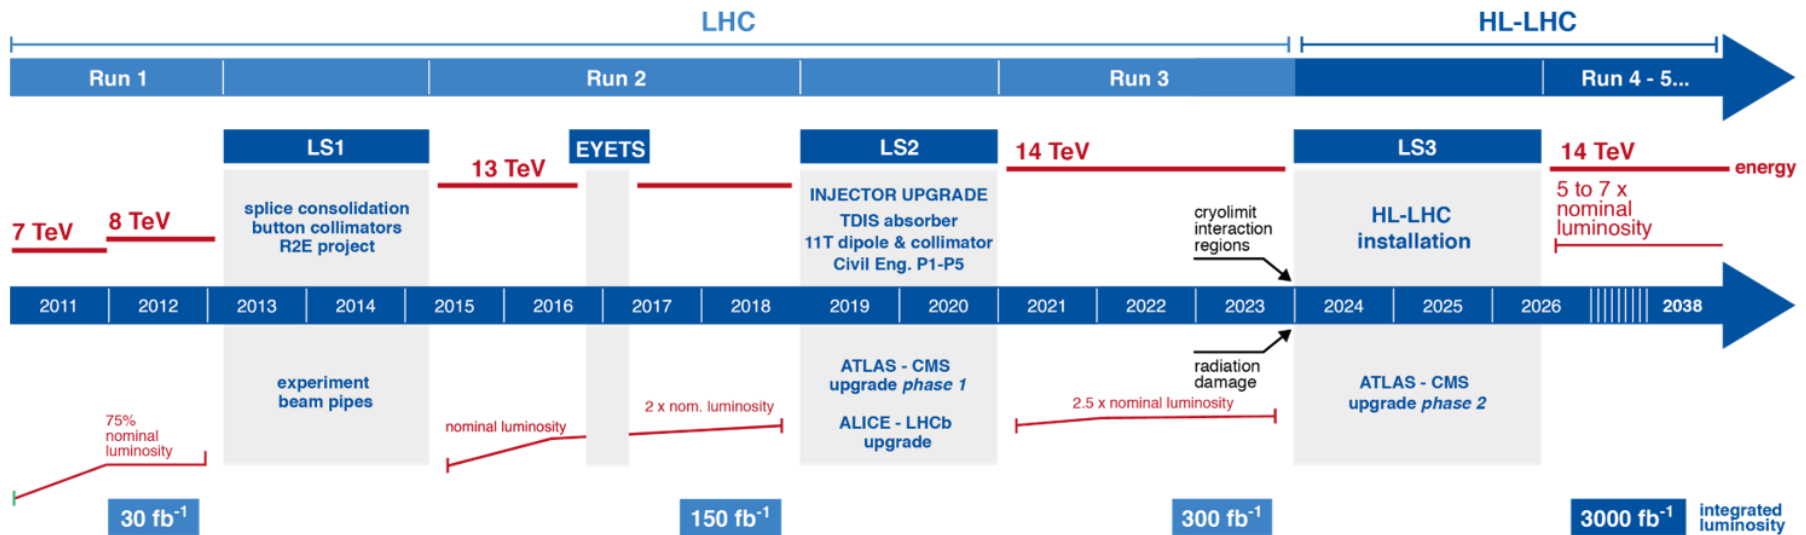 LHC
HL-LHC
Run 1
Run 2
Run 3
Run 4 - 5...
LS1
EYETS
LS2
LS3
7 TeV
8 TeV
13 TeV
14 TeV
14 TeV
energy
splice consolidation
button collimators
R2E project
INJECTOR UPGRADE
TDIS absorber
11T dipole & collimator
Civil Eng. P1-P5
cryolimit
interaction
regions
HL-LHC
installation
5 to 7 x
nominal
luminosity
2011
2012
2013
2014
2015
2016
2017
2018
2019
2020
2021
2022
2023
2024
2025
2026
2038
experiment
beam pipes
ATLAS - CMS
upgrade phase 1
ALICE - LHCb
upgrade
radiation
damage
ATLAS - CMS
upgrade phase 2
75%
nominal
luminosity
nominal luminosity
2 x nom. luminosity
2.5 x nominal luminosity
30 fb⁻¹
150 fb⁻¹
300 fb⁻¹
3000 fb⁻¹
integrated
luminosity